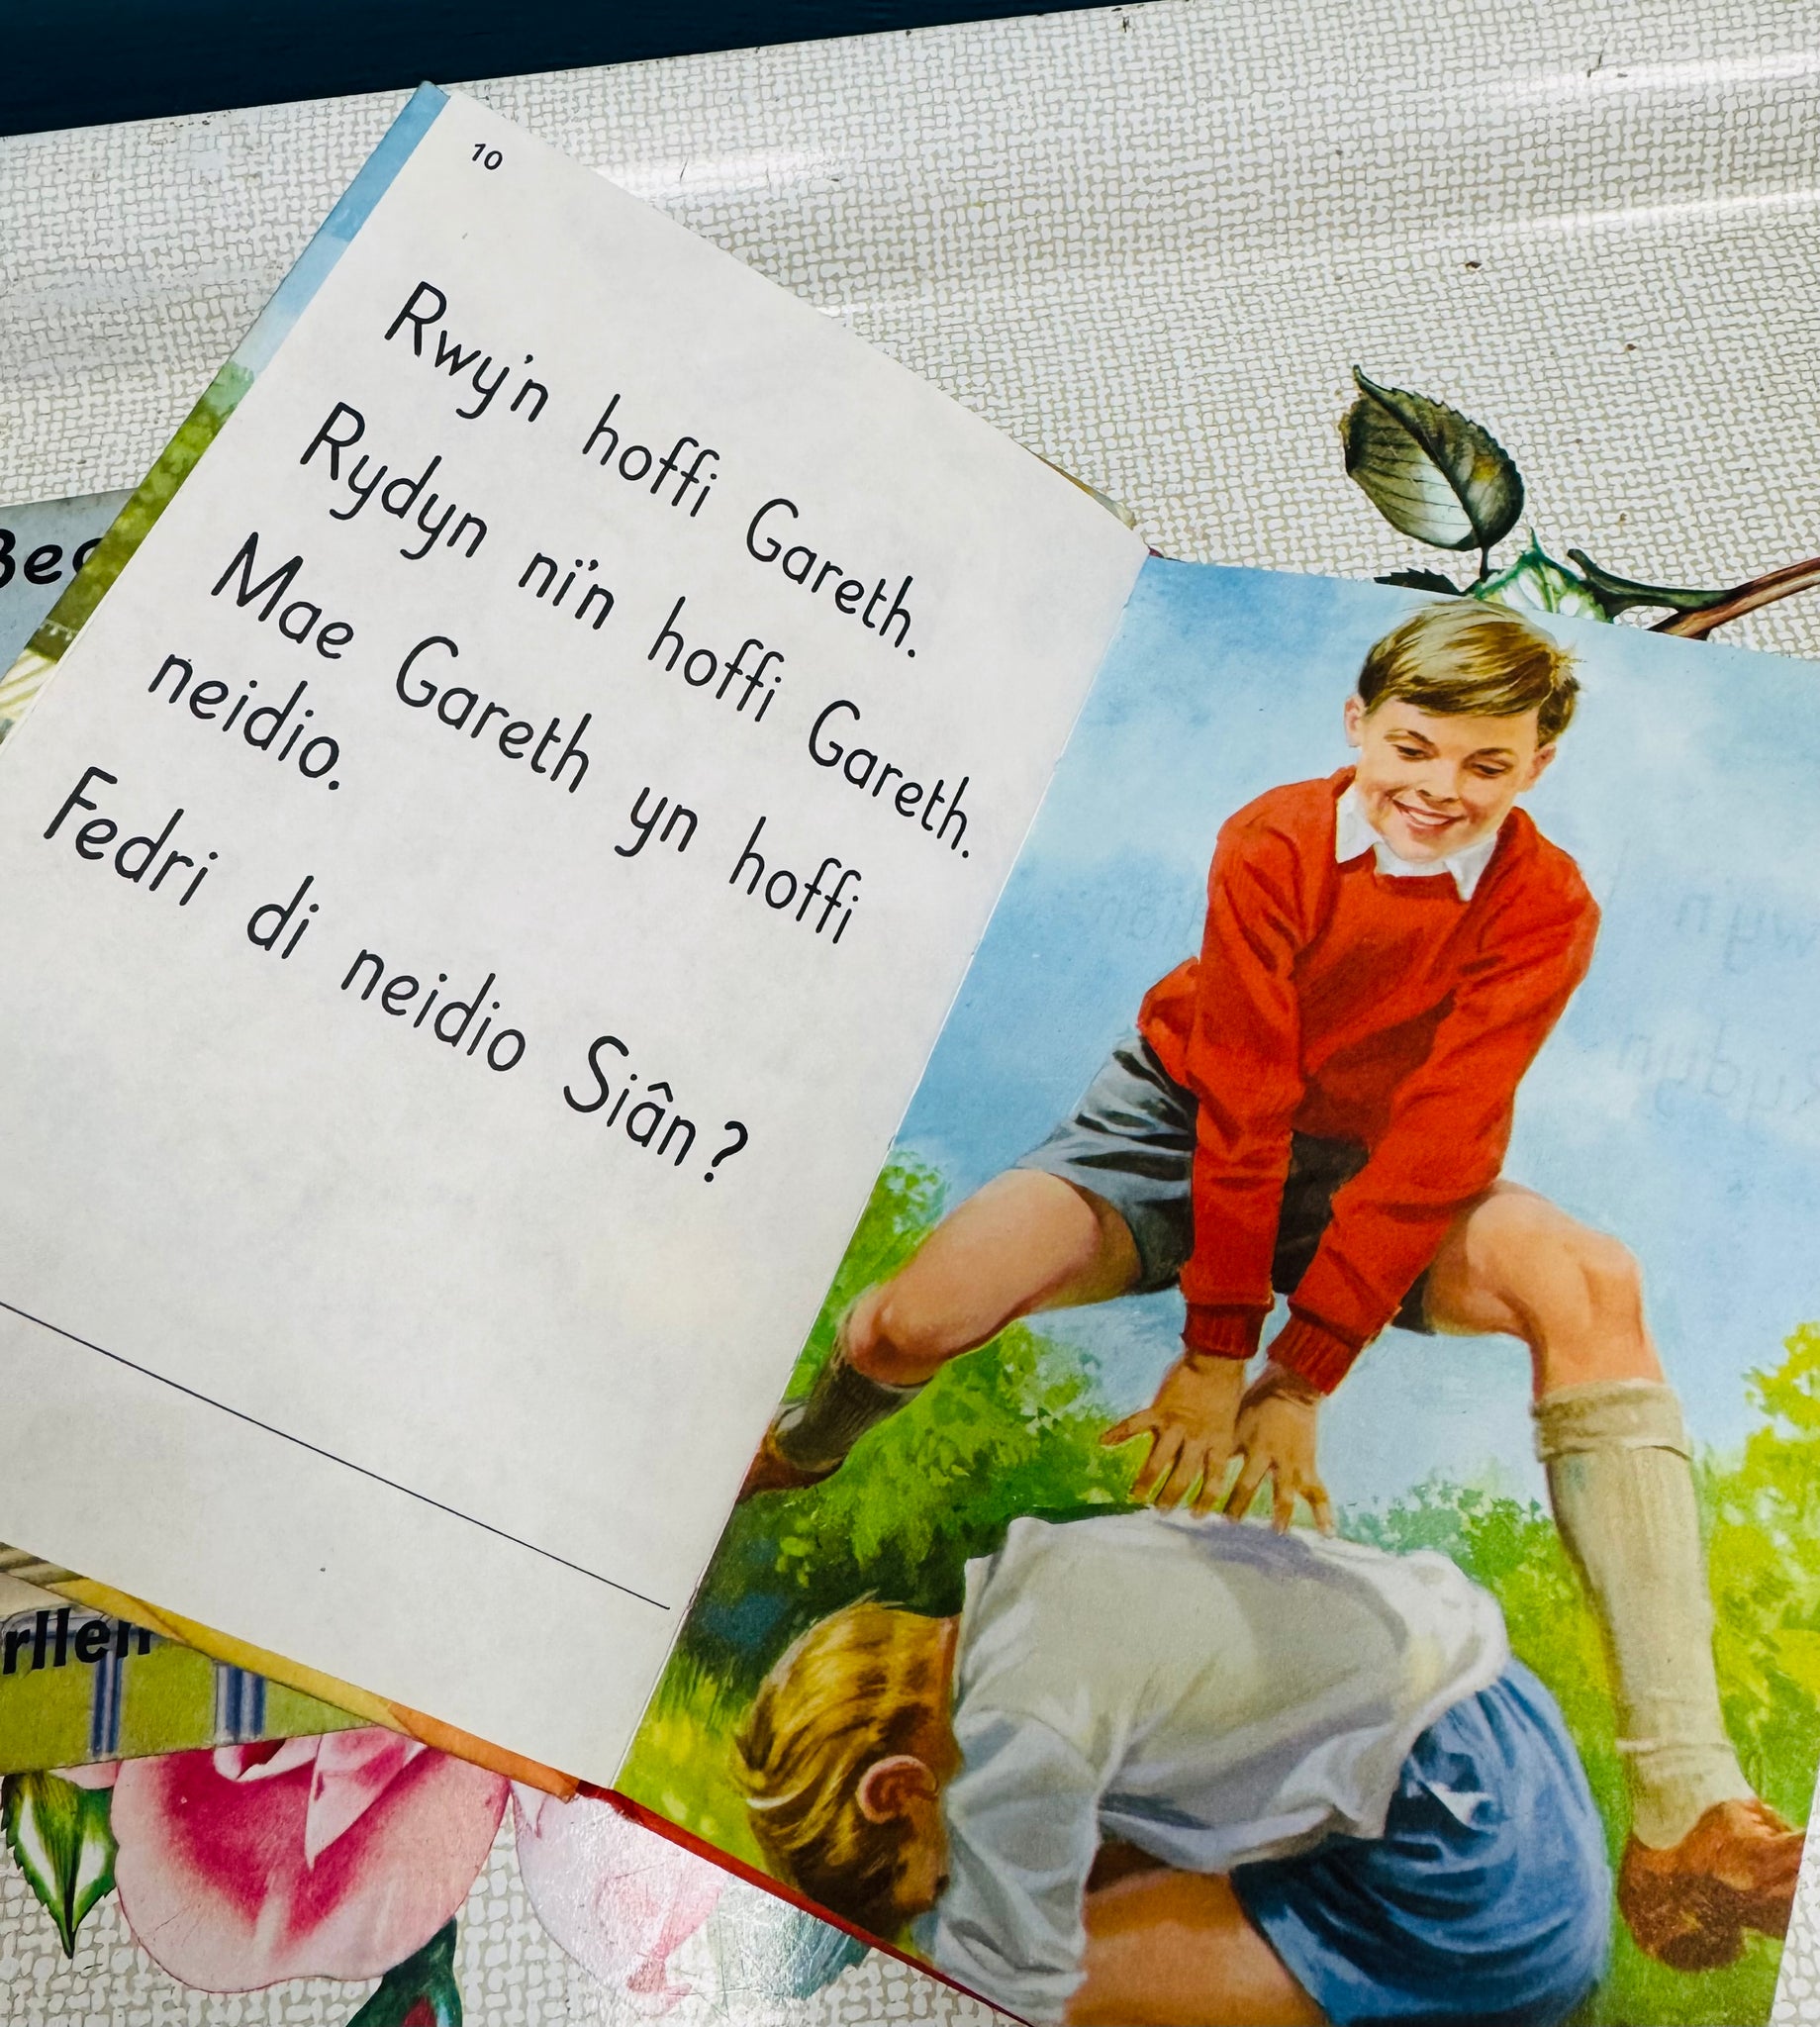 10
Rwy'n hoffi Gareth.
Rydyn ni'n hoffi Gareth.
Mae Gareth yn hoffi
neidio.
Fedri di neidio Siân?